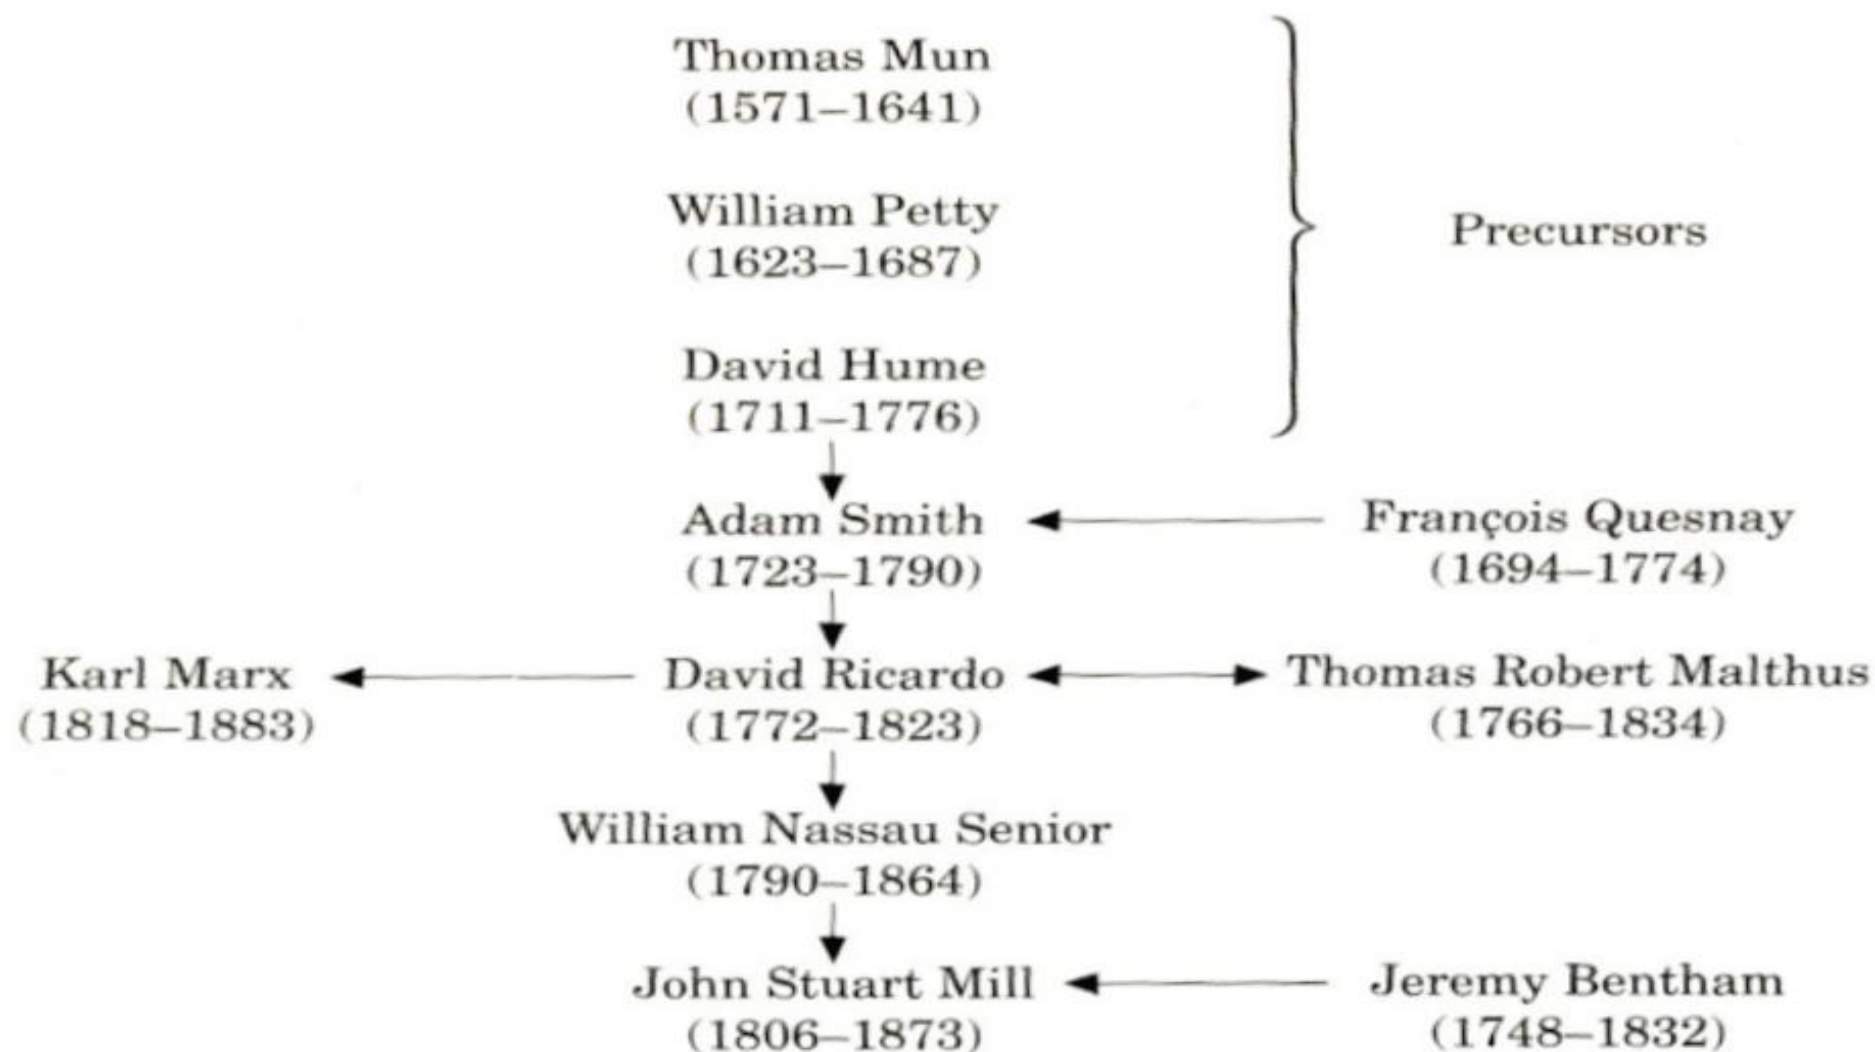 Thomas Mun
(1571–1641)
William Petty
(1623–1687)
Precursors
David Hume
(1711–1776)
Adam Smith
(1723–1790)
François Quesnay
(1694–1774)
Karl Marx
(1818–1883)
David Ricardo
(1772–1823)
Thomas Robert Malthus
(1766–1834)
William Nassau Senior
(1790–1864)
John Stuart Mill
(1806–1873)
Jeremy Bentham
(1748–1832)